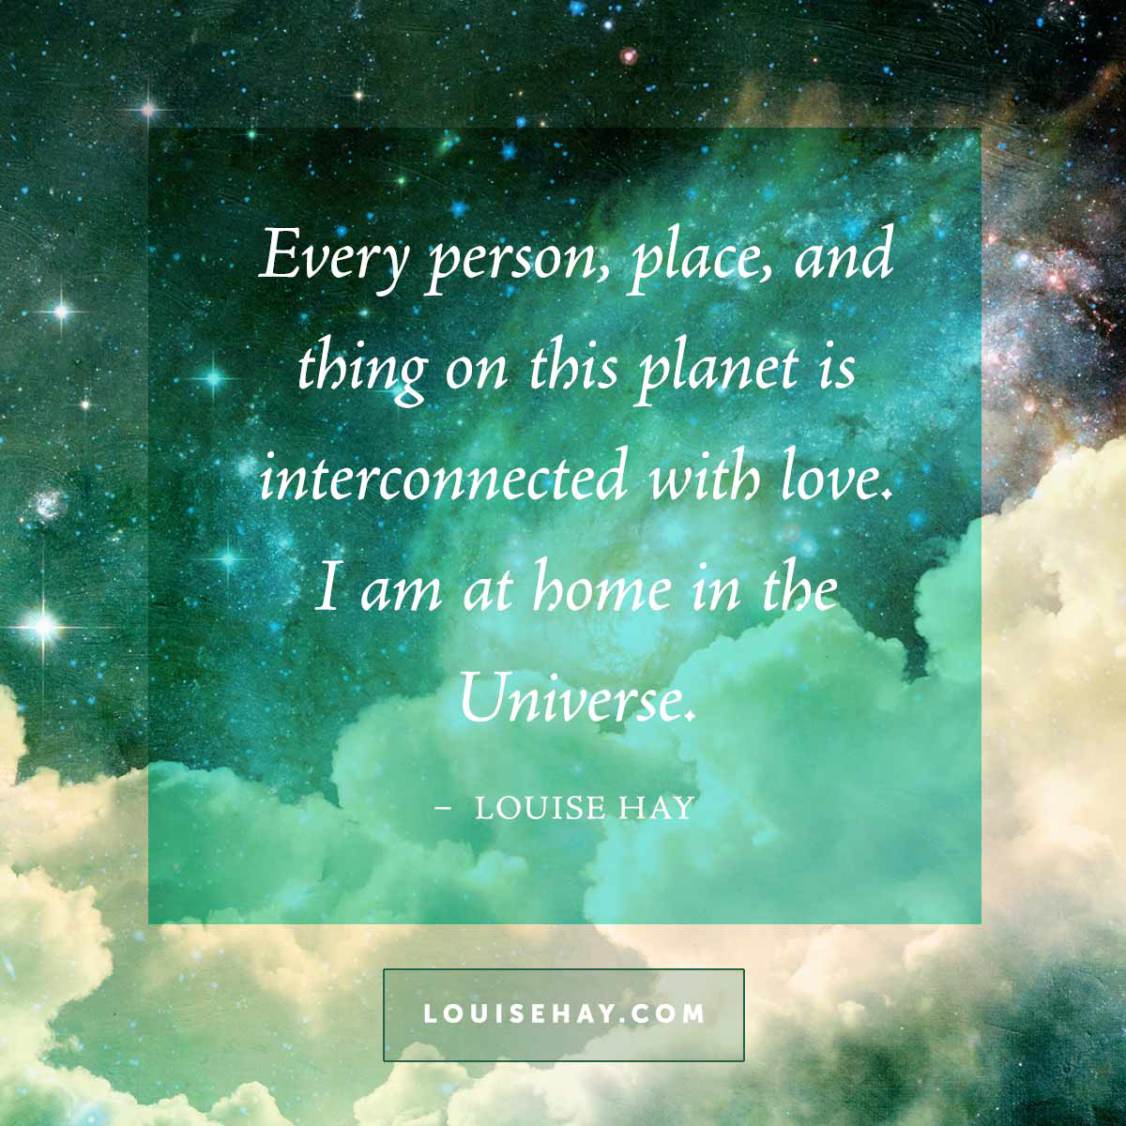 Every person, place, and
thing on this planet is
interconnected with love.
I am at home in the
Universe.
– LOUISE HAY
LOUISEHAY.COM